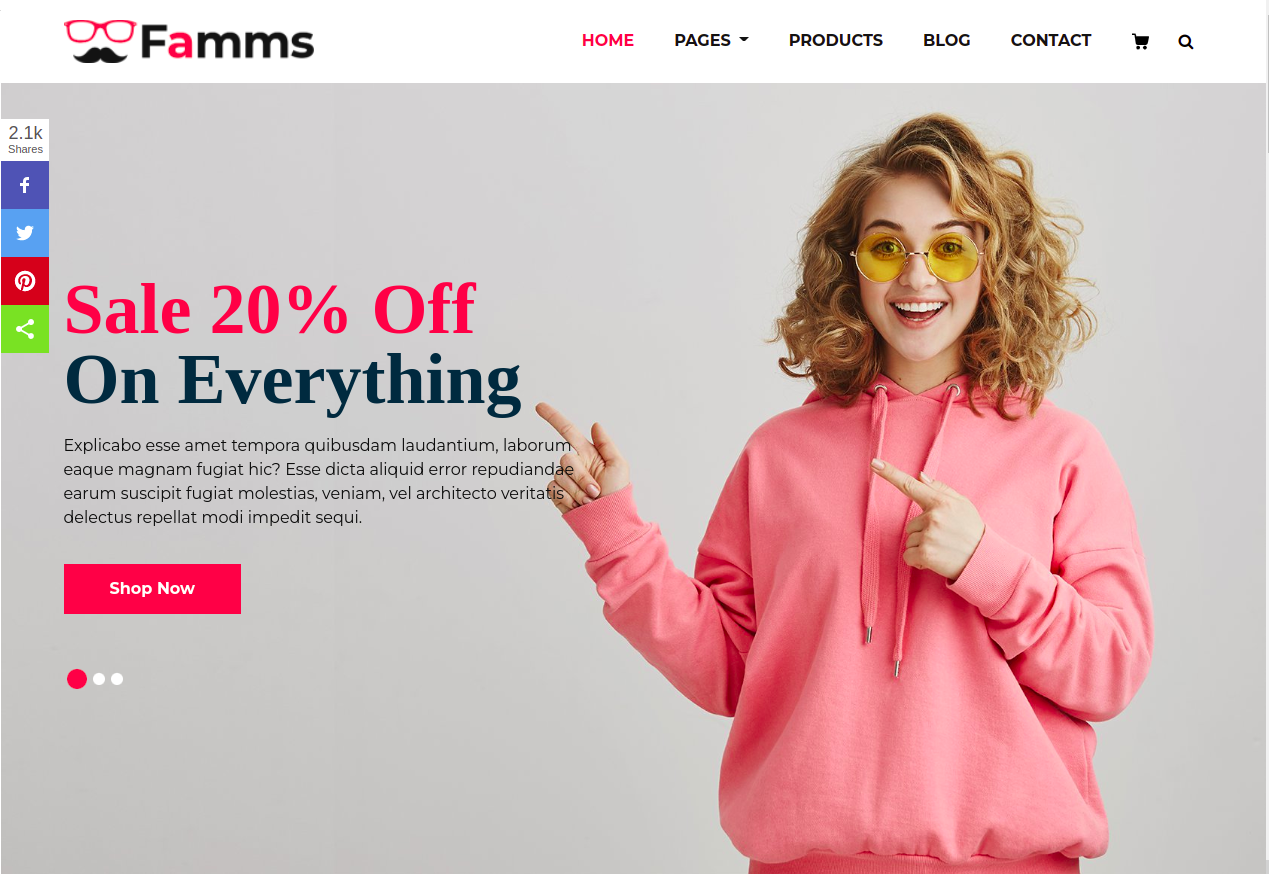 Famms
HOME PAGES PRODUCTS BLOG CONTACT
2.1k
Shares
Sale 20% Off
On Everything
Explicabo esse amet tempora quibusdam laudantium, laborum
eaque magnam fugiat hic? Esse dicta aliquid error repudiandae
earum suscipit fugiat molestias, veniam, vel architecto veritatis
delectus repellat modi impedit sequi.
Shop Now